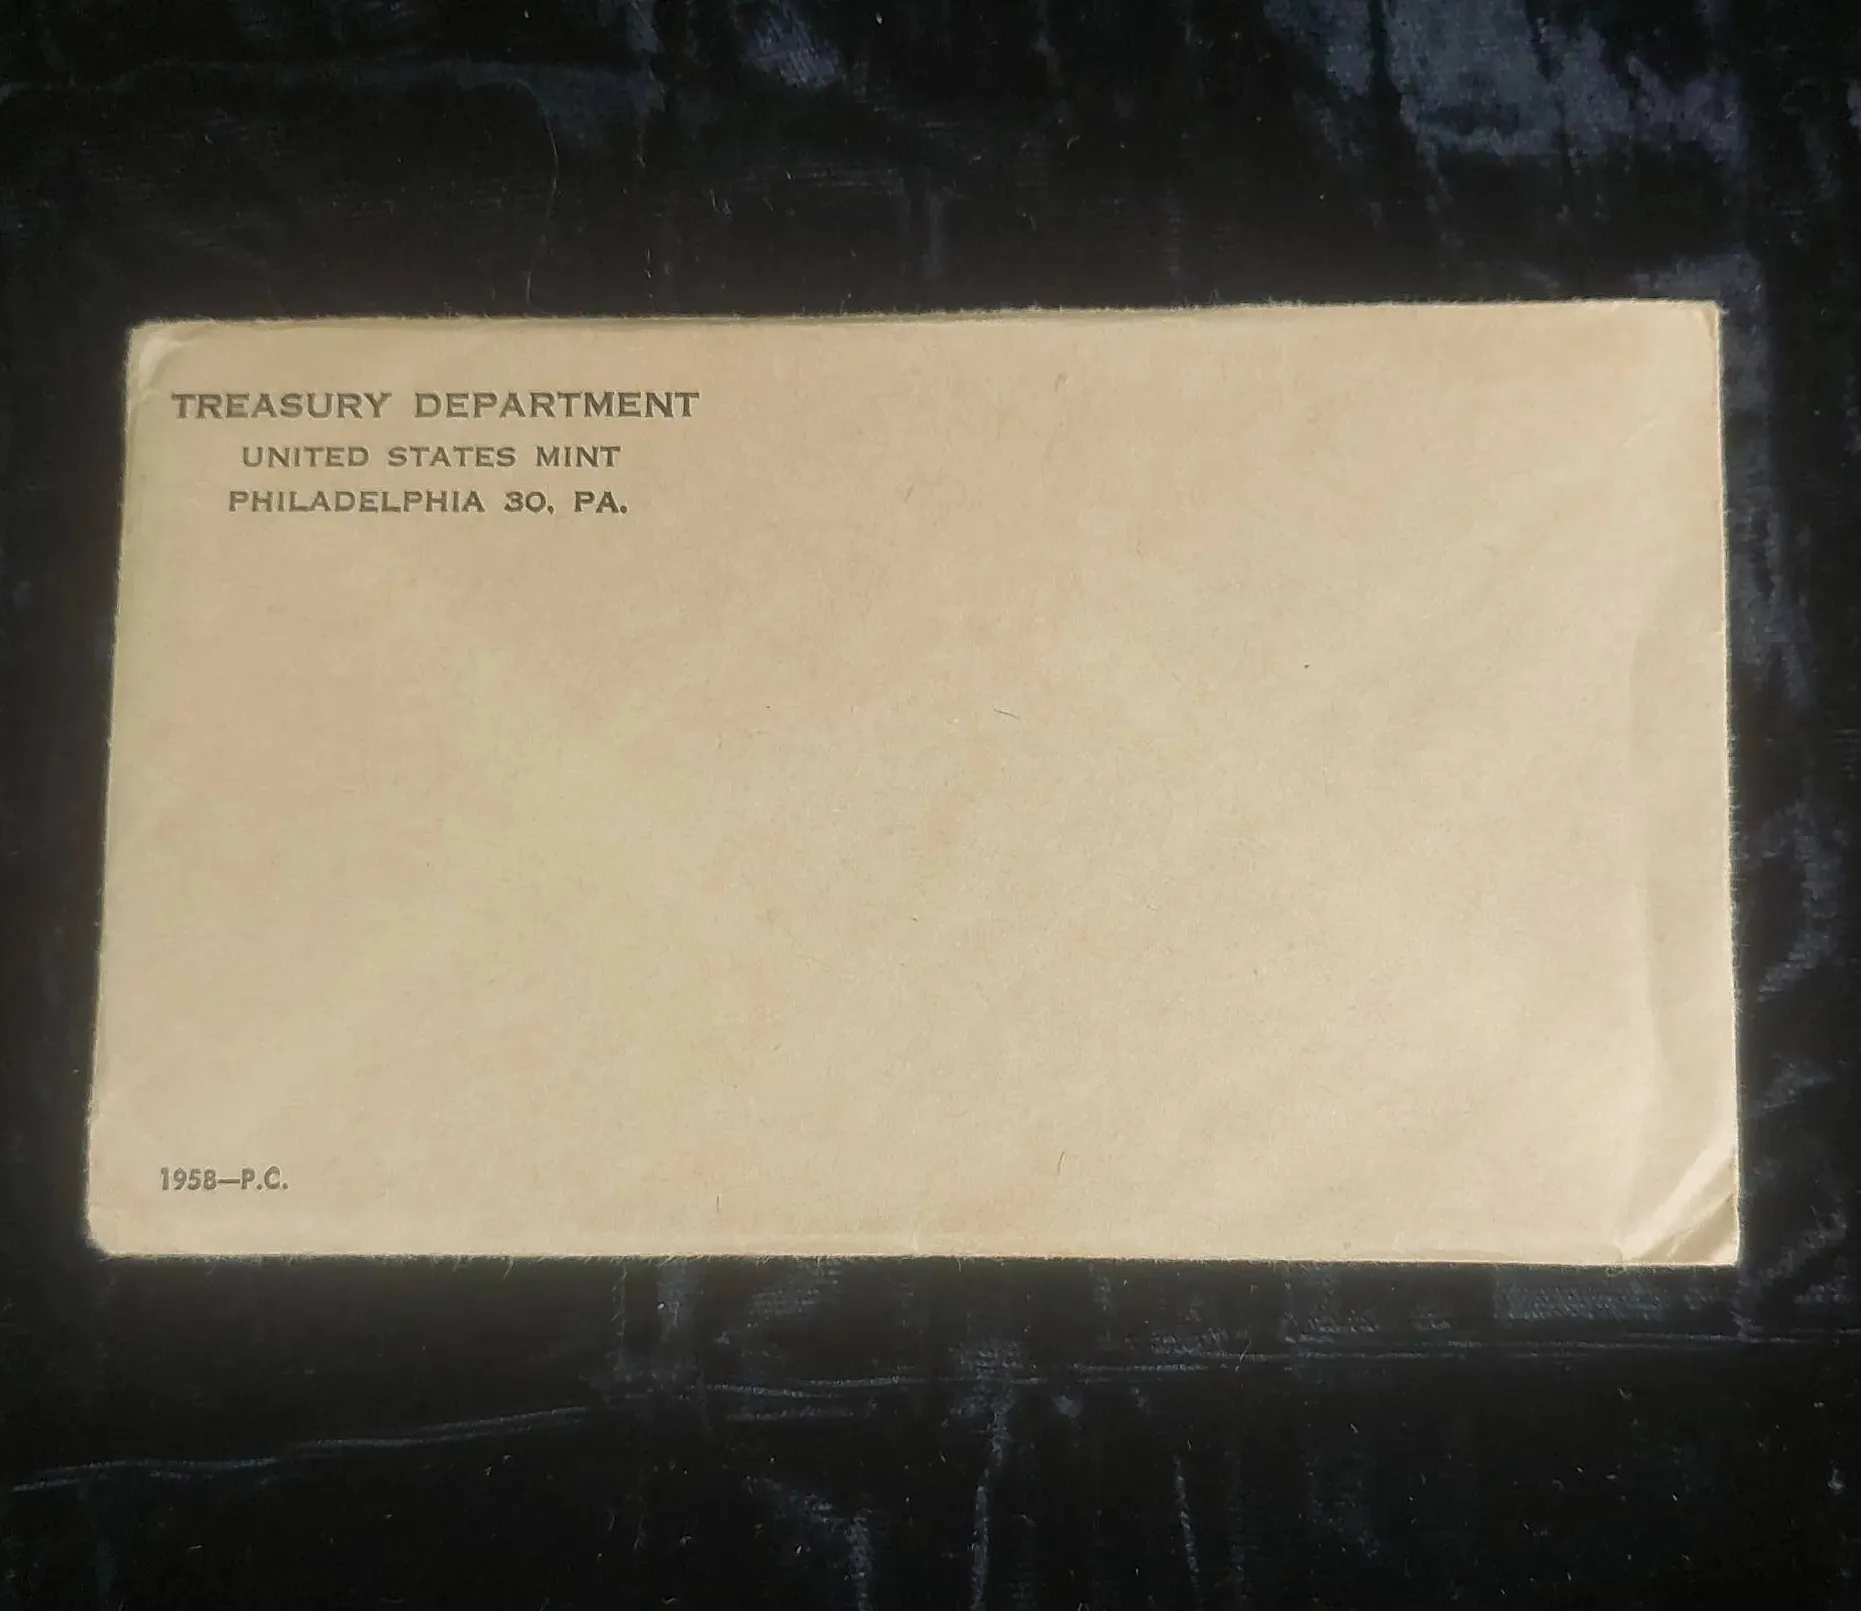 TREASURY DEPARTMENT
UNITED STATES MINT
PHILADELPHIA 30, PA.
1958—P.C.